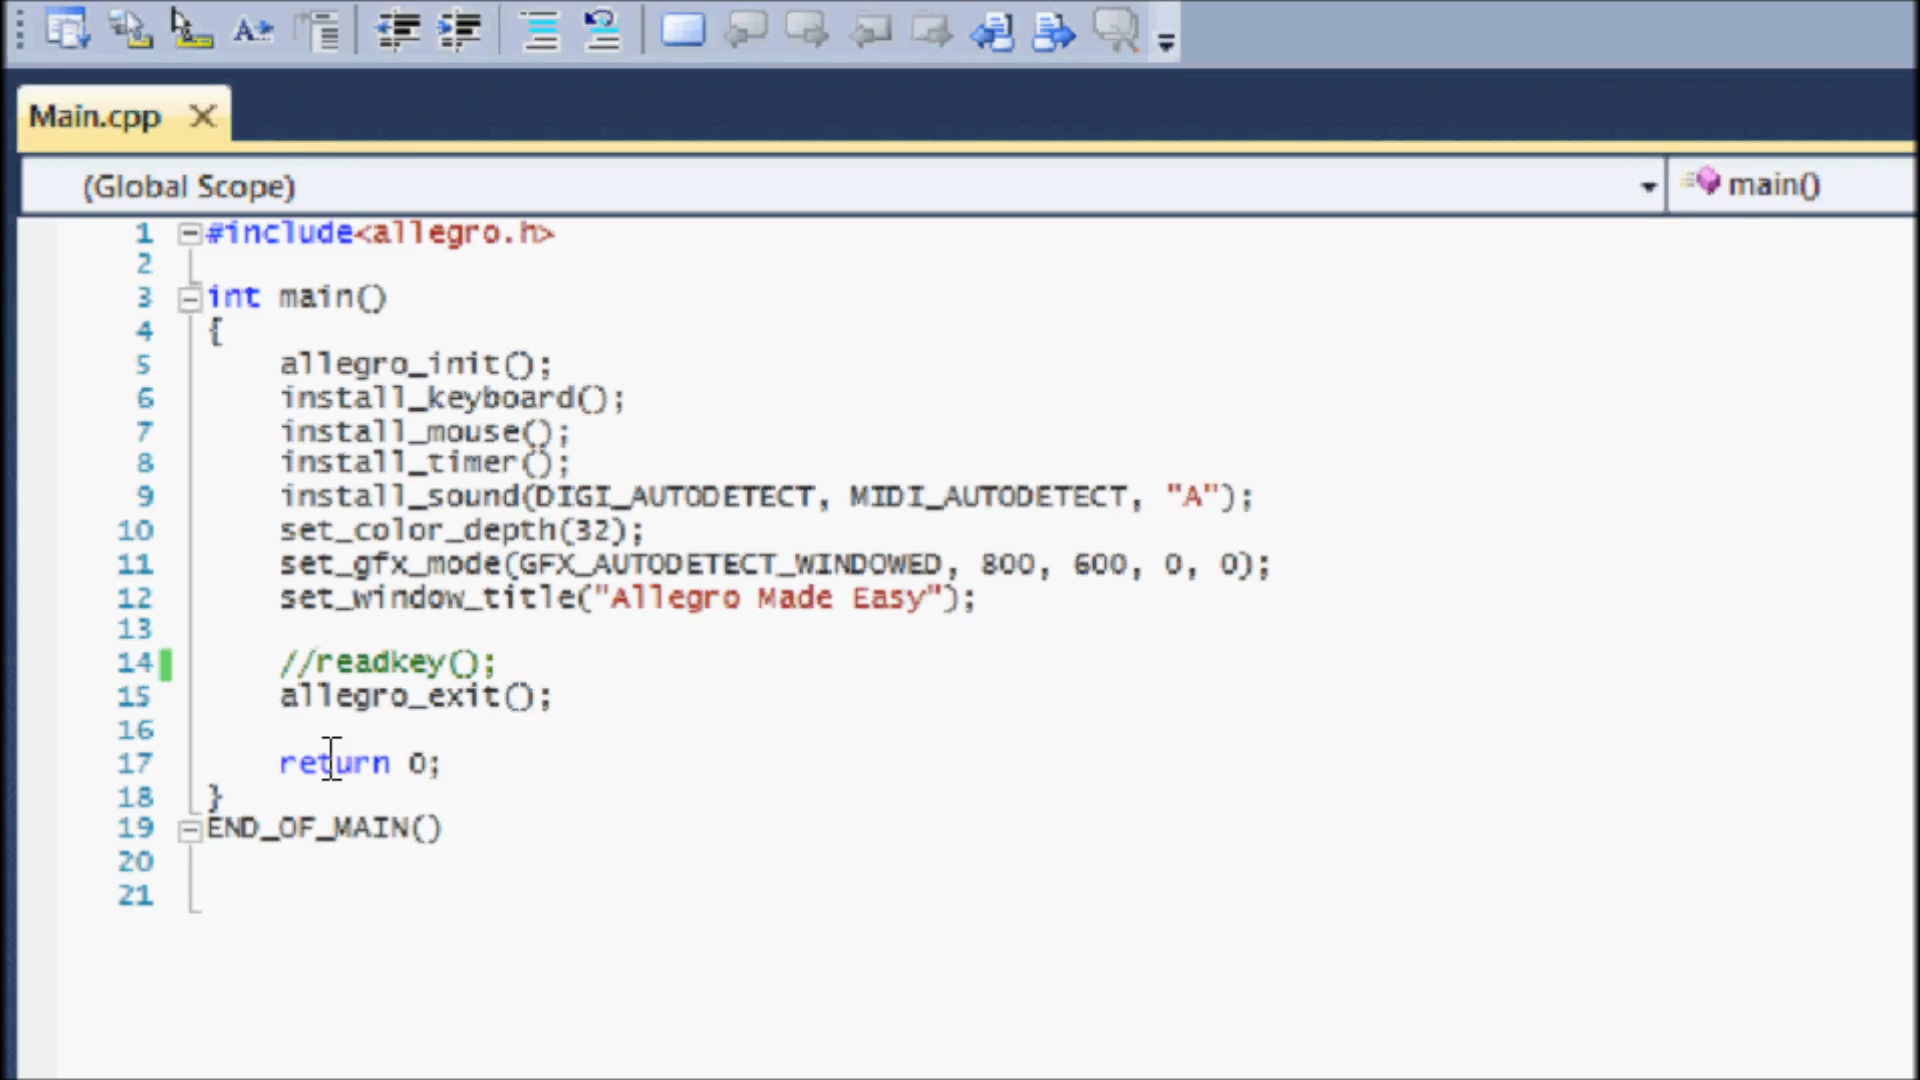 Main.cpp
(Global Scope)
main()
1 #include<allegro.h>
2
3 int main()
4 {
5 allegro_init();
6 install_keyboard();
7 install_mouse();
8 install_timer();
9 install_sound(DIGI_AUTODETECT, MIDI_AUTODETECT, "A");
10 set_color_depth(32);
11 set_gfx_mode(GFX_AUTODETECT_WINDOWED, 800, 600, 0, 0);
12 set_window_title("Allegro Made Easy");
13
14 //readkey();
15 allegro_exit();
16
17 return 0;
18 }
19 END_OF_MAIN()
20
21